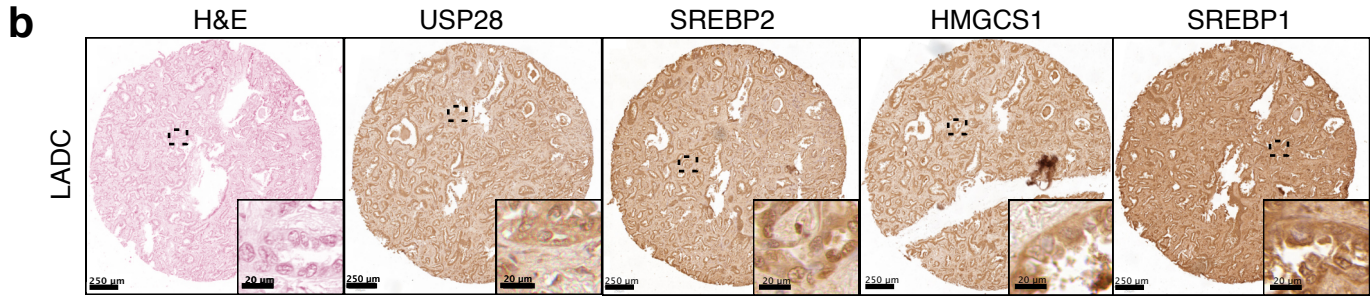 b
H&E USP28 SREBP2 HMGCS1 SREBP1
LADC
20 µm 20 µm 20 µm 20 µm 20 µm
250 µm 250 µm 250 µm 250 µm 250 µm